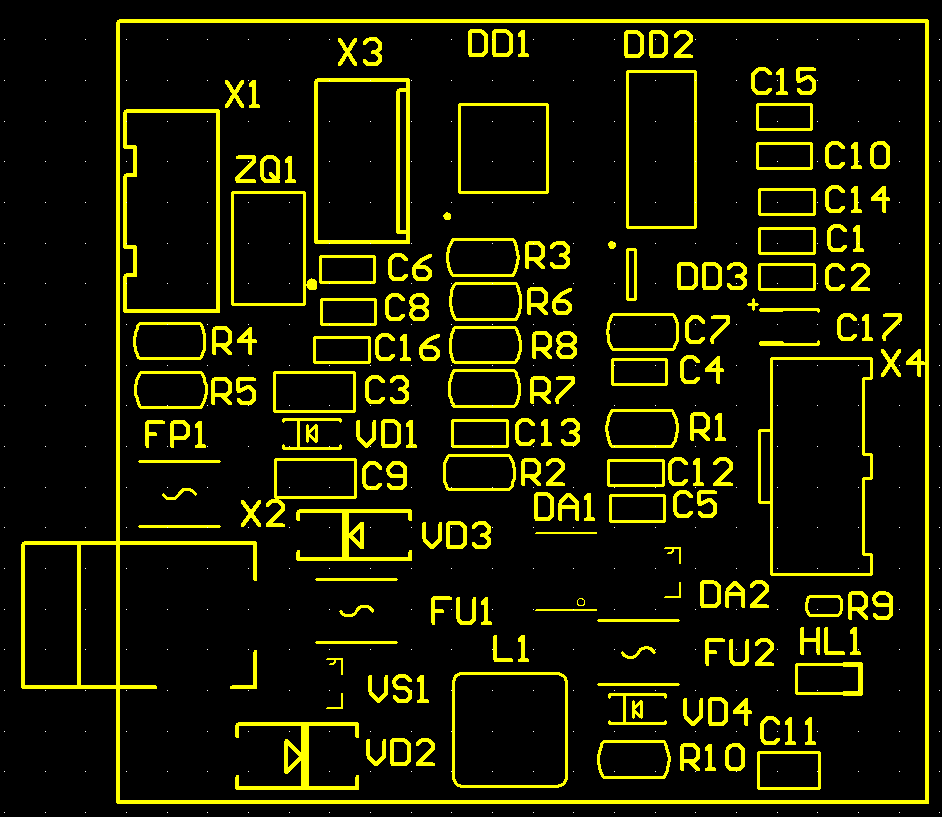 X3
DD1
DD2
C15
X1
C10
ZQ1
C14
C1
R3
C6
DD3
C2
R6
C8
+
C17
C7
R4
C16
R8
X4
C4
R5
C3
R7
FP1
VD1
C13
R1
C9
R2
C12
X2
DA1
C5
VD3
DA2
R9
FU1
HL1
L1
FU2
VS1
VD4
C11
VD2
R10